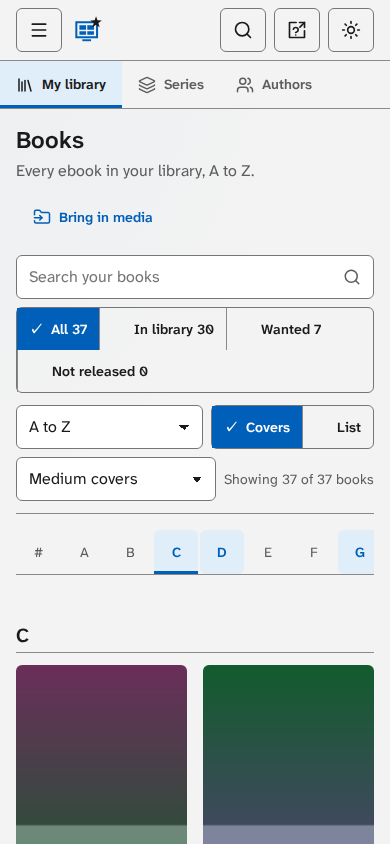 My library
Series
Authors
Books
Every ebook in your library, A to Z.
Bring in media
Search your books
✓ All 37
In library 30
Wanted 7
Not released 0
A to Z
✓ Covers
List
Medium covers
Showing 37 of 37 books
# A B C D E F G
C